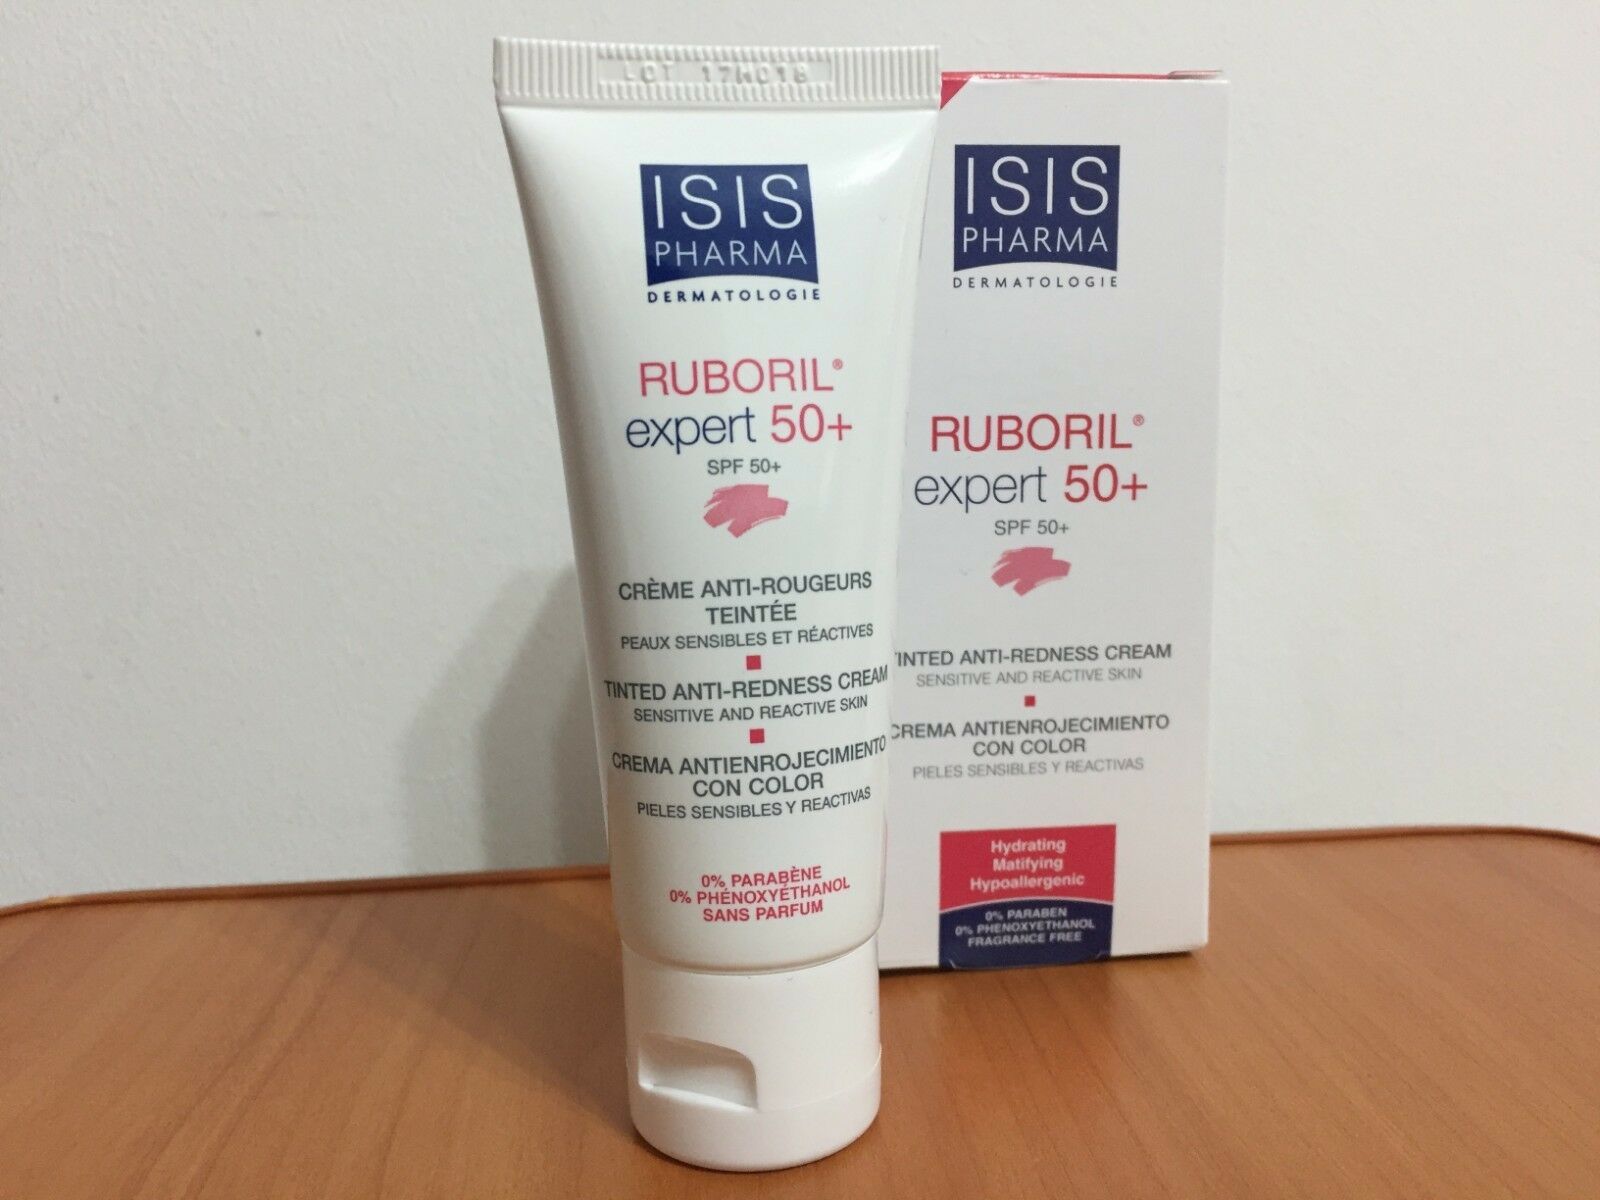 LOT 17M018
ISIS
PHARMA
DERMATOLOGIE
RUBORIL®
expert 50+
SPF 50+
CRÈME ANTI-ROUGEURS
TEINTÉE
PEAUX SENSIBLES ET RÉACTIVES
TINTED ANTI-REDNESS CREAM
SENSITIVE AND REACTIVE SKIN
CREMA ANTIENROJECIMIENTO
CON COLOR
PIELES SENSIBLES Y REACTIVAS
0% PARABÈNE
0% PHÉNOXYÉTHANOL
SANS PARFUM
ISIS
PHARMA
DERMATOLOGIE
RUBORIL®
expert 50+
SPF 50+
TINTED ANTI-REDNESS CREAM
SENSITIVE AND REACTIVE SKIN
CREMA ANTIENROJECIMIENTO
CON COLOR
PIELES SENSIBLES Y REACTIVAS
Hydrating
Matifying
Hypoallergenic
0% PARABEN
0% PHENOXYETHANOL
FRAGRANCE FREE